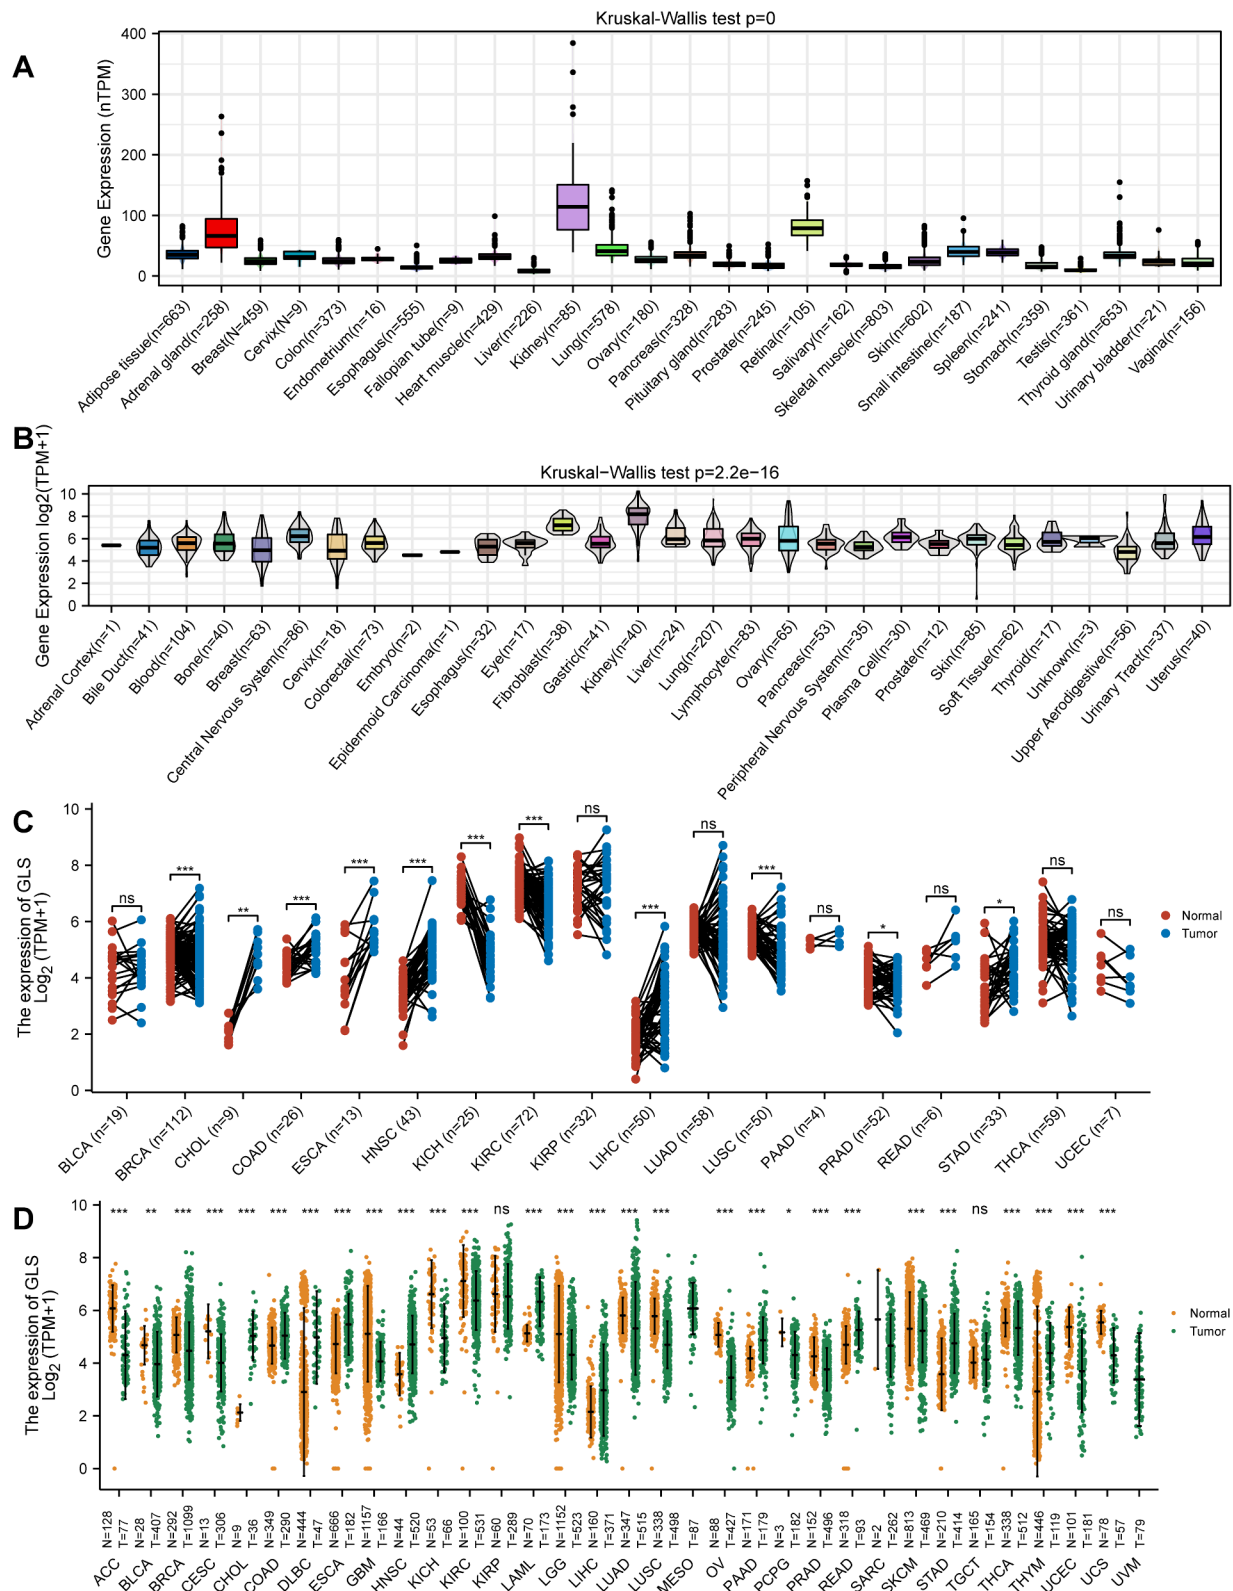 A
Kruskal-Wallis test p=0
Gene Expression (nTPM)
400
300
200
100
0
Adipose tissue(n=663)
Adrenal gland(n=258)
Breast(N=459)
Cervix(N=9)
Colon(n=373)
Endometrium(n=16)
Esophagus(n=555)
Fallopian tube(n=9)
Heart muscle(n=429)
Liver(n=226)
Kidney(n=85)
Lung(n=578)
Ovary(n=180)
Pancreas(n=328)
Pituitary gland(n=283)
Prostate(n=245)
Retina(n=105)
Salivary(n=162)
Skeletal muscle(n=803)
Skin(n=602)
Small intestine(n=187)
Spleen(n=241)
Stomach(n=359)
Testis(n=361)
Thyroid gland(n=653)
Urinary bladder(n=21)
Vagina(n=156)
B
Kruskal−Wallis test p=2.2e−16
Gene Expression log2(TPM+1)
10
8
6
4
2
0
Adrenal Cortex(n=1)
Bile Duct(n=41)
Blood(n=104)
Bone(n=40)
Breast(n=63)
Central Nervous System(n=86)
Cervix(n=18)
Colorectal(n=73)
Embryo(n=2)
Epidermoid Carcinoma(n=1)
Esophagus(n=32)
Eye(n=17)
Fibroblast(n=38)
Gastric(n=41)
Kidney(n=40)
Liver(n=24)
Lung(n=207)
Lymphocyte(n=83)
Ovary(n=65)
Pancreas(n=53)
Peripheral Nervous System(n=35)
Plasma Cell(n=30)
Prostate(n=12)
Skin(n=85)
Soft Tissue(n=62)
Thyroid(n=17)
Unknown(n=3)
Upper Aerodigestive(n=56)
Urinary Tract(n=37)
Uterus(n=40)
C
The expression of GLS
Log2 (TPM+1)
10
8
6
4
2
0
ns
***
**
***
***
***
***
***
ns
***
ns
***
ns
*
ns
*
ns
ns
Normal
Tumor
BLCA (n=19)
BRCA (n=112)
CHOL (n=9)
COAD (n=26)
ESCA (n=13)
HNSC (43)
KICH (n=25)
KIRC (n=72)
KIRP (n=32)
LIHC (n=50)
LUAD (n=58)
LUSC (n=50)
PAAD (n=4)
PRAD (n=52)
READ (n=6)
STAD (n=33)
THCA (n=59)
UCEC (n=7)
D
The expression of GLS
Log2 (TPM+1)
10
8
6
4
2
0
*** ** *** *** *** *** *** *** *** *** *** *** ns *** *** *** *** *** *** *** * *** *** *** *** ns *** *** *** ***
Normal
Tumor
N=128 T=77 ACC
N=28 T=407 BLCA
N=292 T=1099 BRCA
N=13 T=306 CESC
N=9 T=36 CHOL
N=349 T=290 COAD
N=444 T=47 DLBC
N=666 T=182 ESCA
N=1157 T=166 GBM
N=44 T=520 HNSC
N=53 T=66 KICH
N=100 T=531 KIRC
N=60 T=289 KIRP
N=70 T=173 LAML
N=1152 T=523 LGG
N=160 T=371 LIHC
N=347 T=515 LUAD
N=338 T=498 LUSC
T=87 MESO
N=88 T=427 OV
N=171 T=179 PAAD
N=3 T=182 PCPG
N=152 T=496 PRAD
N=318 T=93 READ
N=2 T=262 SARC
N=813 T=469 SKCM
N=210 T=414 STAD
N=165 T=154 TGCT
N=338 T=512 THCA
N=446 T=119 THYM
N=101 T=181 UCEC
N=78 T=57 UCS
T=79 UVM